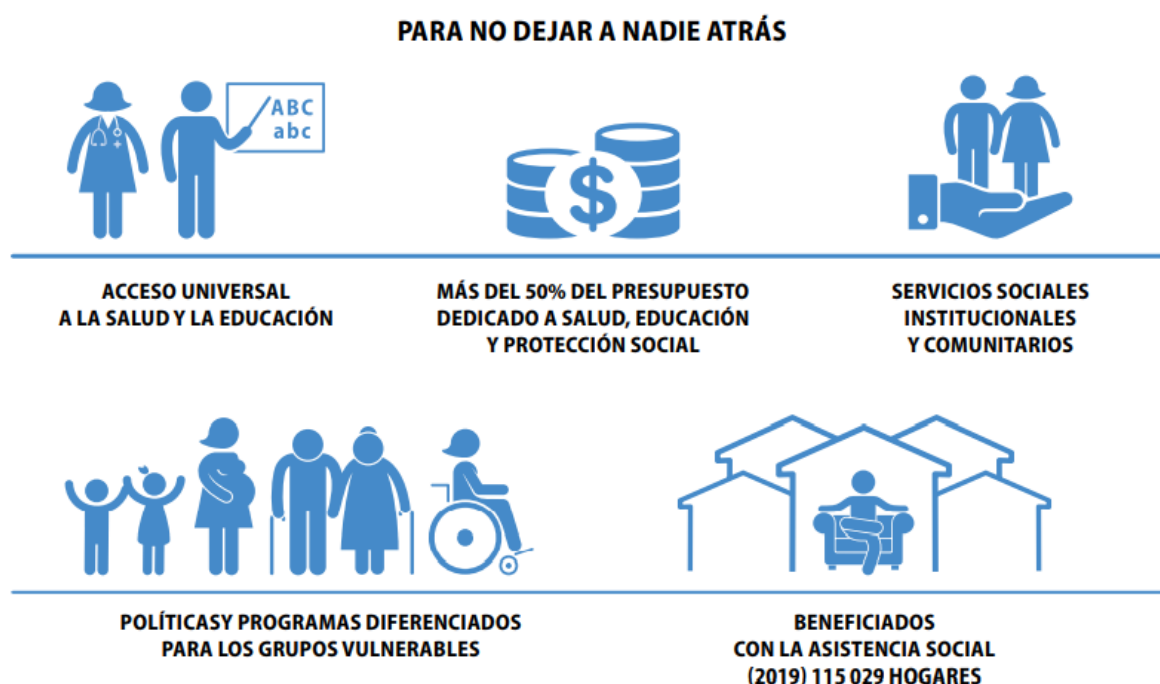 PARA NO DEJAR A NADIE ATRÁS
ABC
abc
$
ACCESO UNIVERSAL
A LA SALUD Y LA EDUCACIÓN
MÁS DEL 50% DEL PRESUPUESTO
DEDICADO A SALUD, EDUCACIÓN
Y PROTECCIÓN SOCIAL
SERVICIOS SOCIALES
INSTITUCIONALES
Y COMUNITARIOS
POLÍTICASY PROGRAMAS DIFERENCIADOS
PARA LOS GRUPOS VULNERABLES
BENEFICIADOS
CON LA ASISTENCIA SOCIAL
(2019) 115 029 HOGARES